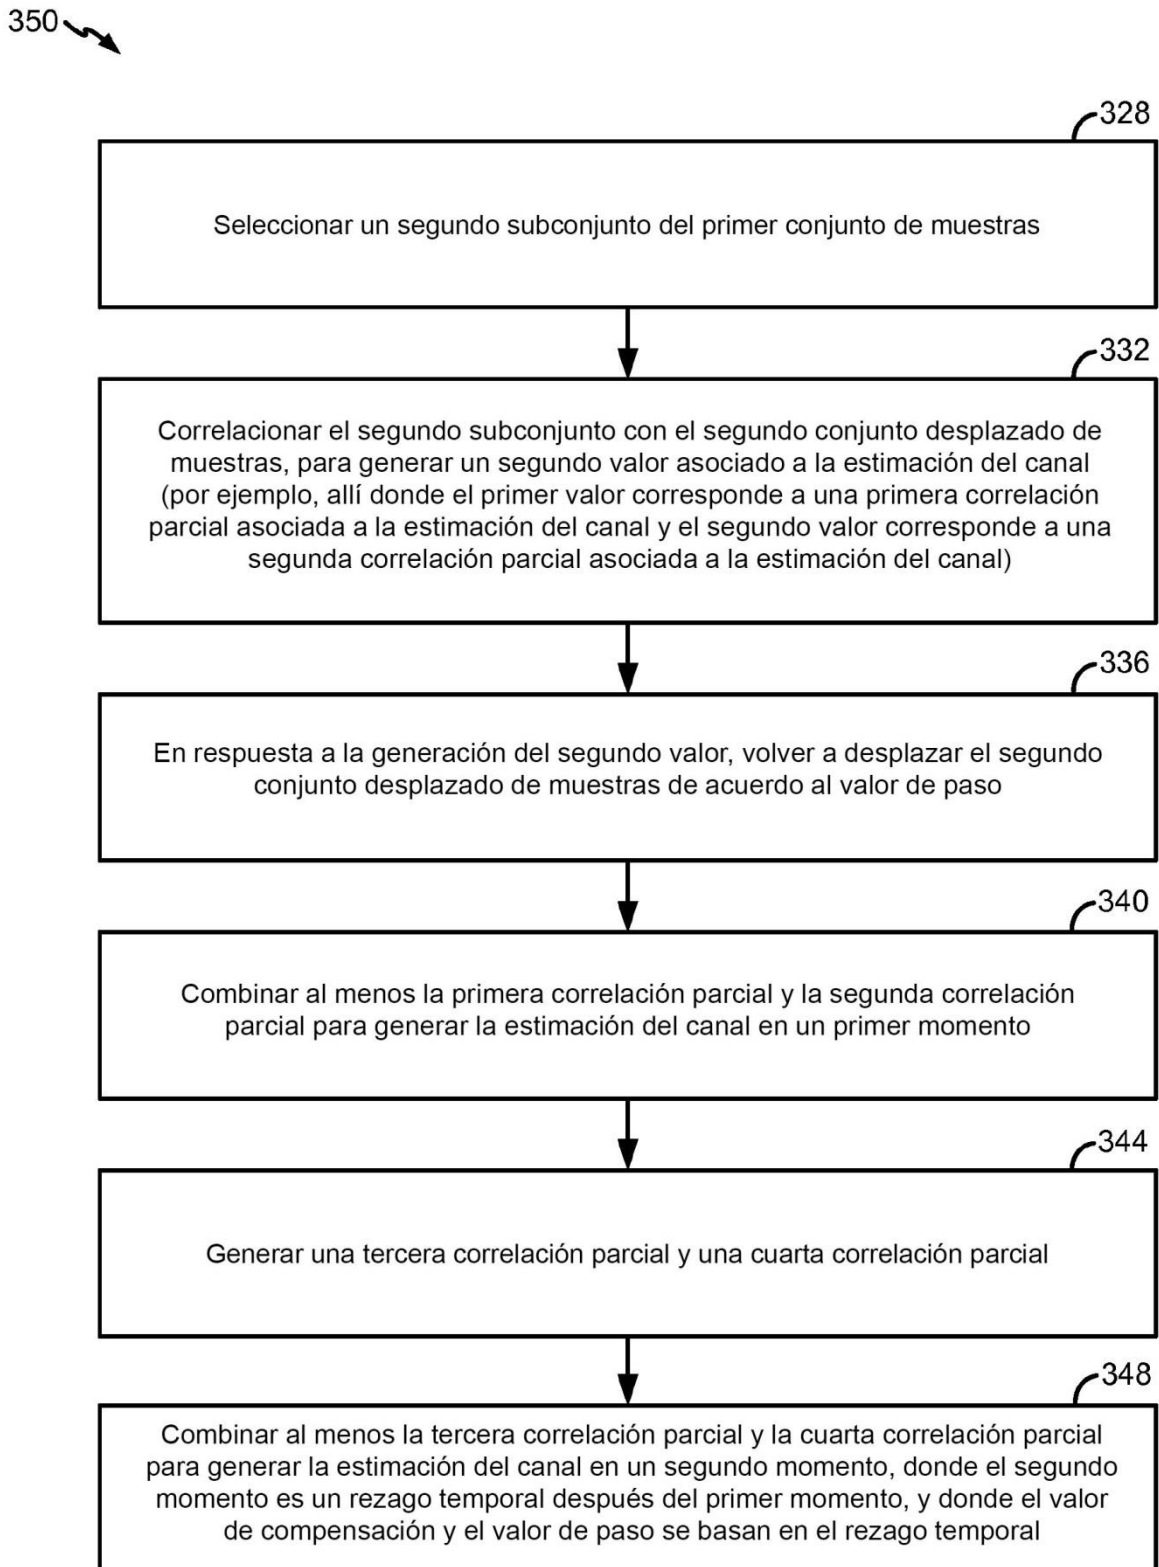 350
328
Seleccionar un segundo subconjunto del primer conjunto de muestras
332
Correlacionar el segundo subconjunto con el segundo conjunto desplazado de
muestras, para generar un segundo valor asociado a la estimación del canal
(por ejemplo, allí donde el primer valor corresponde a una primera correlación
parcial asociada a la estimación del canal y el segundo valor corresponde a una
segunda correlación parcial asociada a la estimación del canal)
336
En respuesta a la generación del segundo valor, volver a desplazar el segundo
conjunto desplazado de muestras de acuerdo al valor de paso
340
Combinar al menos la primera correlación parcial y la segunda correlación
parcial para generar la estimación del canal en un primer momento
344
Generar una tercera correlación parcial y una cuarta correlación parcial
348
Combinar al menos la tercera correlación parcial y la cuarta correlación parcial
para generar la estimación del canal en un segundo momento, donde el segundo
momento es un rezago temporal después del primer momento, y donde el valor
de compensación y el valor de paso se basan en el rezago temporal